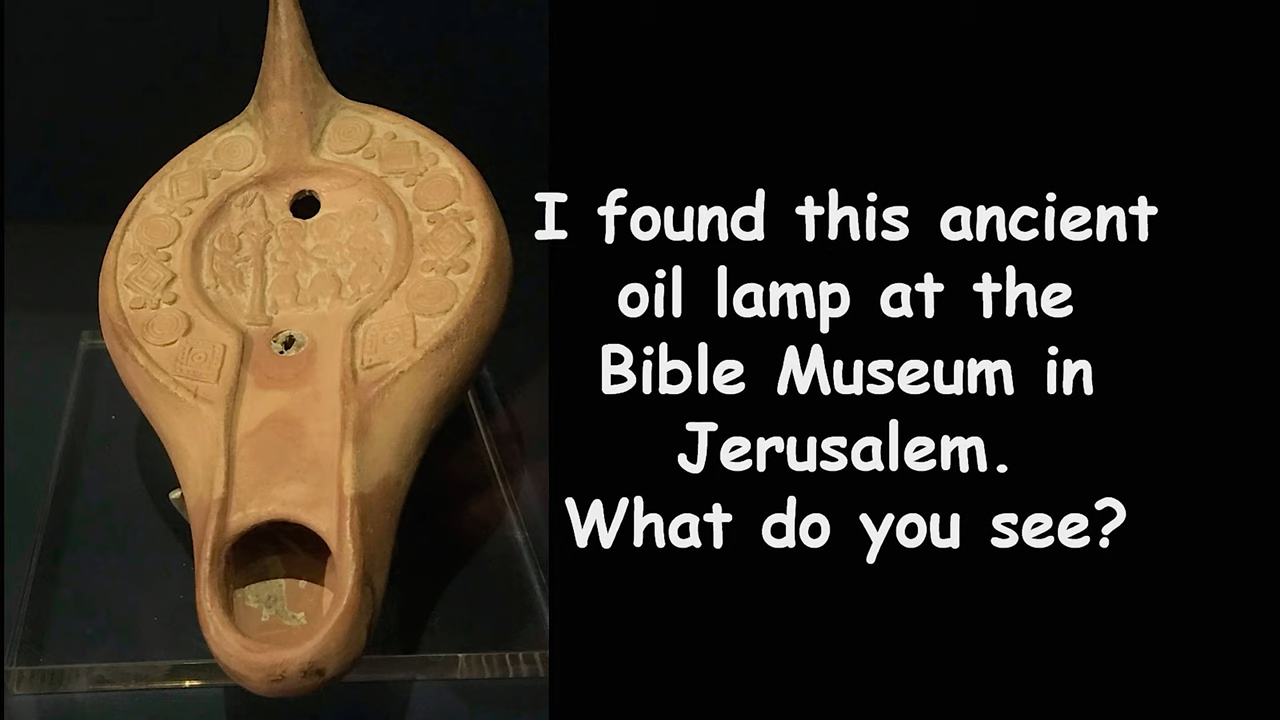 I found this ancient
oil lamp at the
Bible Museum in
Jerusalem.
What do you see?